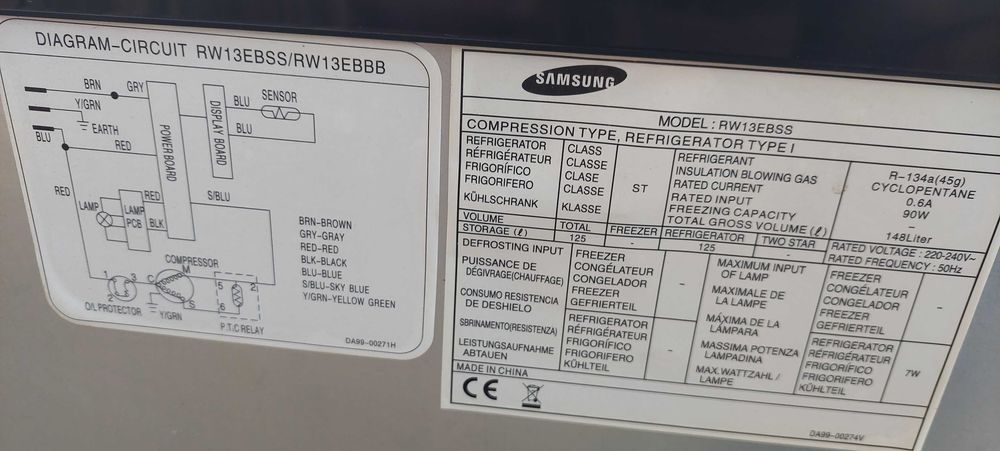 DIAGRAM-CIRCUIT RW13EBSS/RW13EBBB
BRN GRY
Y/GRN
EARTH
BLU
RED
POWER BOARD
DISPLAY BOARD
BLU SENSOR
BLU
RED
S/BLU
LAMP
LAMP PCB
RED
BLK
BRN-BROWN
GRY-GRAY
RED-RED
BLK-BLACK
BLU-BLUE
S/BLU-SKY BLUE
Y/GRN-YELLOW GREEN
COMPRESSOR
1 3 C M 5 2
2 S 6
O/L PROTECTOR
Y/GRN
P.T.C RELAY
DA99-00271H
SAMSUNG
MODEL : RW13EBSS
COMPRESSION TYPE, REFRIGERATOR TYPE I
REFRIGERATOR CLASS
RÉFRIGÉRATEUR CLASSE
FRIGORÍFICO CLASE
FRIGORIFERO CLASSE
KÜHLSCHRANK KLASSE
ST
REFRIGERANT R-134a(45g)
INSULATION BLOWING GAS CYCLOPENTANE
RATED CURRENT 0.6A
RATED INPUT 90W
FREEZING CAPACITY -
TOTAL GROSS VOLUME (ℓ) 148Liter
VOLUME TOTAL FREEZER REFRIGERATOR TWO STAR RATED VOLTAGE : 220-240V~
STORAGE (ℓ) 125 - 125 - RATED FREQUENCY : 50Hz
DEFROSTING INPUT
PUISSANCE DE
DÉGIVRAGE(CHAUFFAGE)
CONSUMO RESISTENCIA
DE DESHIELO
SBRINAMENTO(RESISTENZA)
LEISTUNGSAUFNAHME
ABTAUEN
FREEZER
CONGÉLATEUR
CONGELADOR
FREEZER
GEFRIERTEIL
-
REFRIGERATOR
RÉFRIGÉRATEUR
FRIGORÍFICO
FRIGORIFERO
KÜHLTEIL
-
MAXIMUM INPUT
OF LAMP
MAXIMALE DE
LA LAMPE
MÁXIMA DE LA
LÁMPARA
MASSIMA POTENZA
LAMPADINA
MAX.WATTZAHL/
LAMPE
FREEZER
CONGÉLATEUR
CONGELADOR
FREEZER
GEFRIERTEIL
-
REFRIGERATOR
RÉFRIGÉRATEUR
FRIGORÍFICO
FRIGORIFERO
KÜHLTEIL
7W
MADE IN CHINA
CE
DA99-00274V